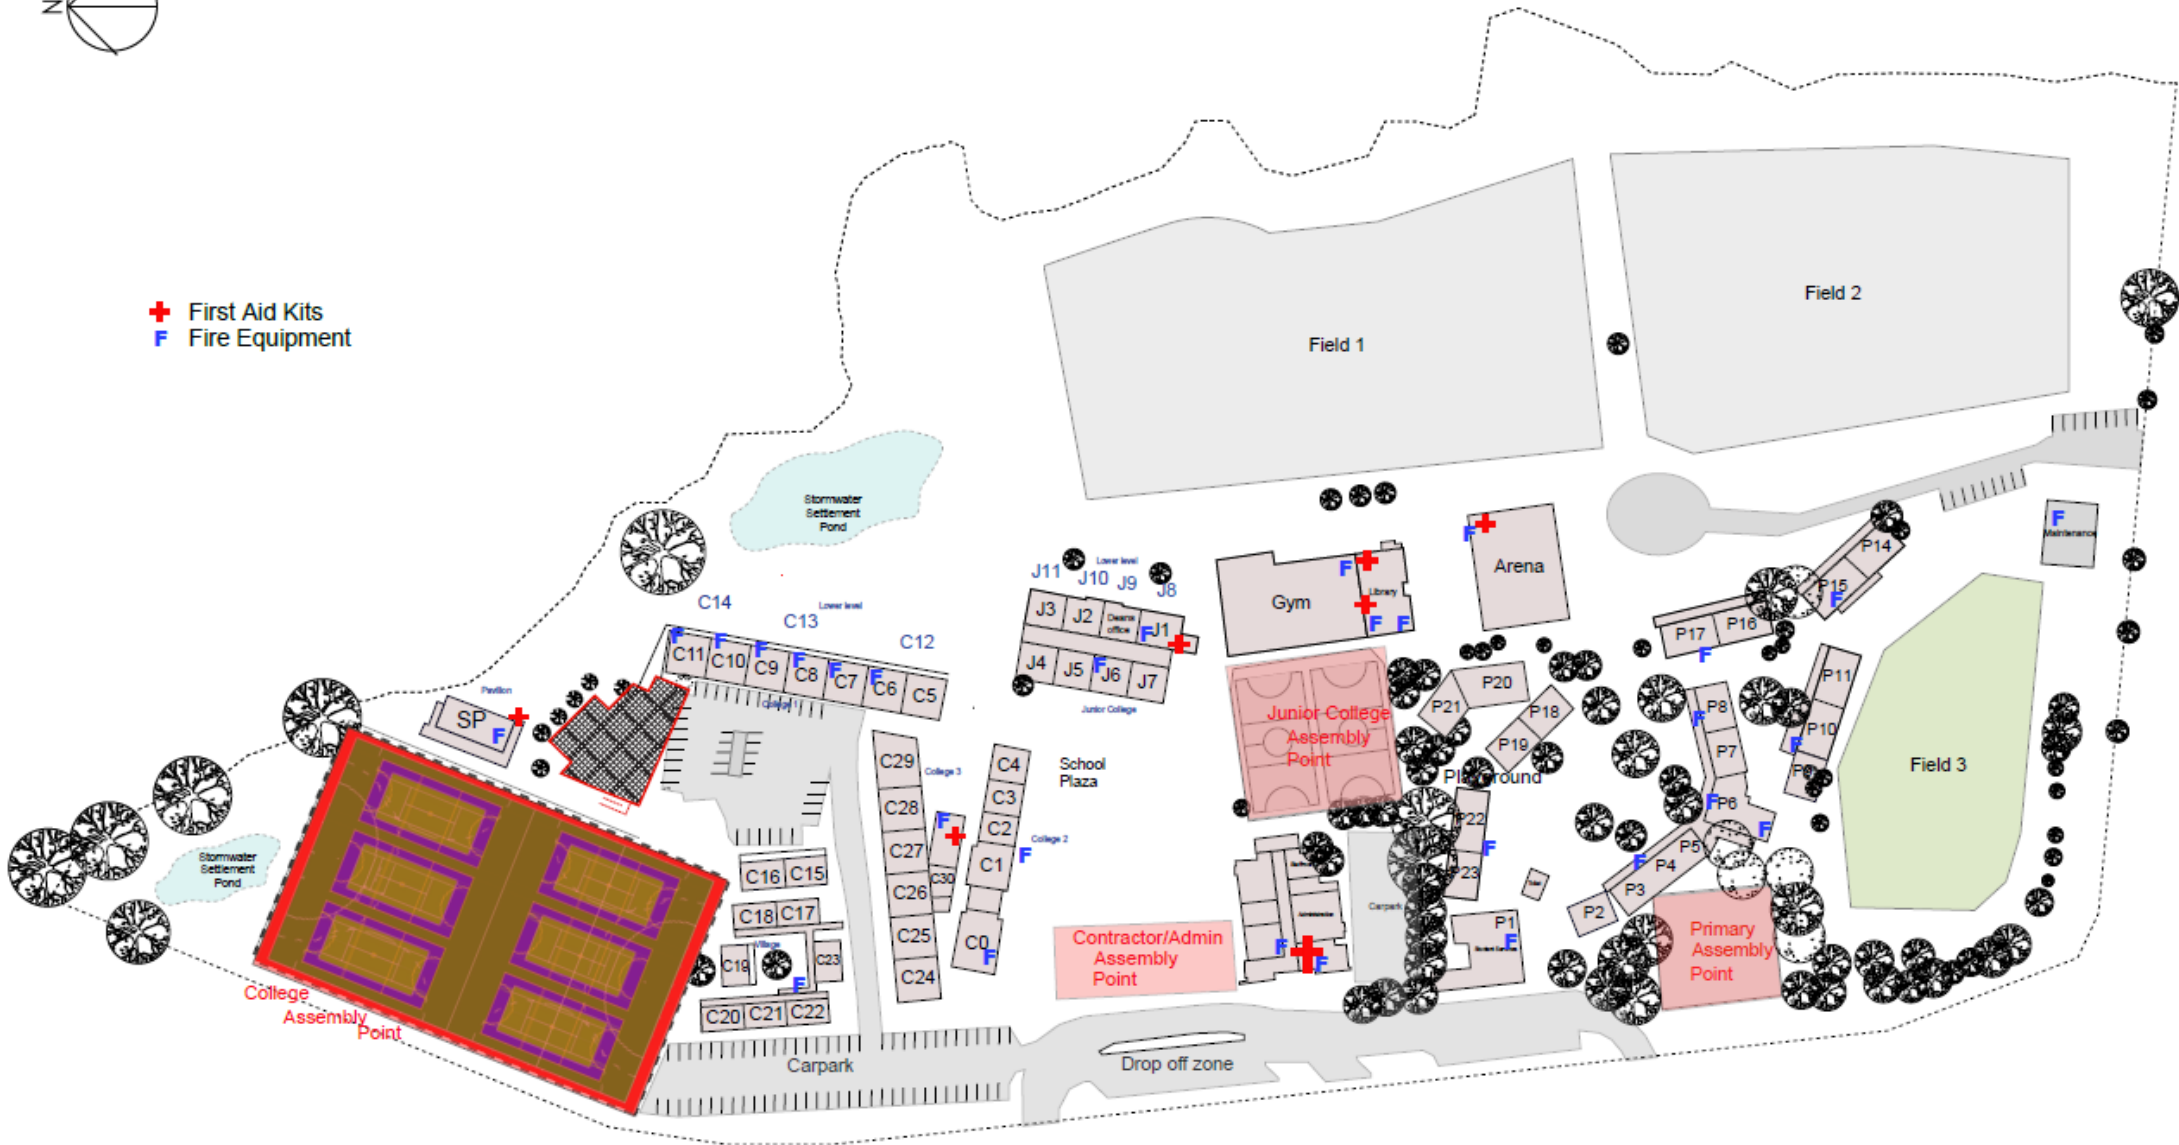 N
First Aid Kits
F Fire Equipment
Field 1
Field 2
Stormwater
Settlement
Pond
F
Maintenance
P14
P15
F
P17
P16
F
F
Arena
Gym
F
Library
F
F
J11
J10
Lower level
J9
J8
J3
J2
Deans
office
F
J1
J4
J5
F
J6
J7
Junior College
C14
Lower level
C13
C12
F
F
F
F
F
F
C11
C10
C9
C8
C7
C6
C5
College 1
Pavilion
SP
F
P11
P10
F
P20
P21
P18
P19
P8
F
P7
F
P6
F
Field 3
Junior College
Assembly
Point
School
Plaza
C29
C28
C27
C26
C25
C24
College 3
F
C30
C4
C3
C2
C1
C0
F
F
College 2
P22
F
P23
P5
P4
F
P3
P2
P1
F
Stormwater
Settlement
Pond
C16
C15
C18
C17
Village
C19
C23
F
C20
C21
C22
Contractor/Admin
Assembly
Point
Administration
F
F
Carpark
Primary
Assembly
Point
College
Assembly
Point
Carpark
Drop off zone